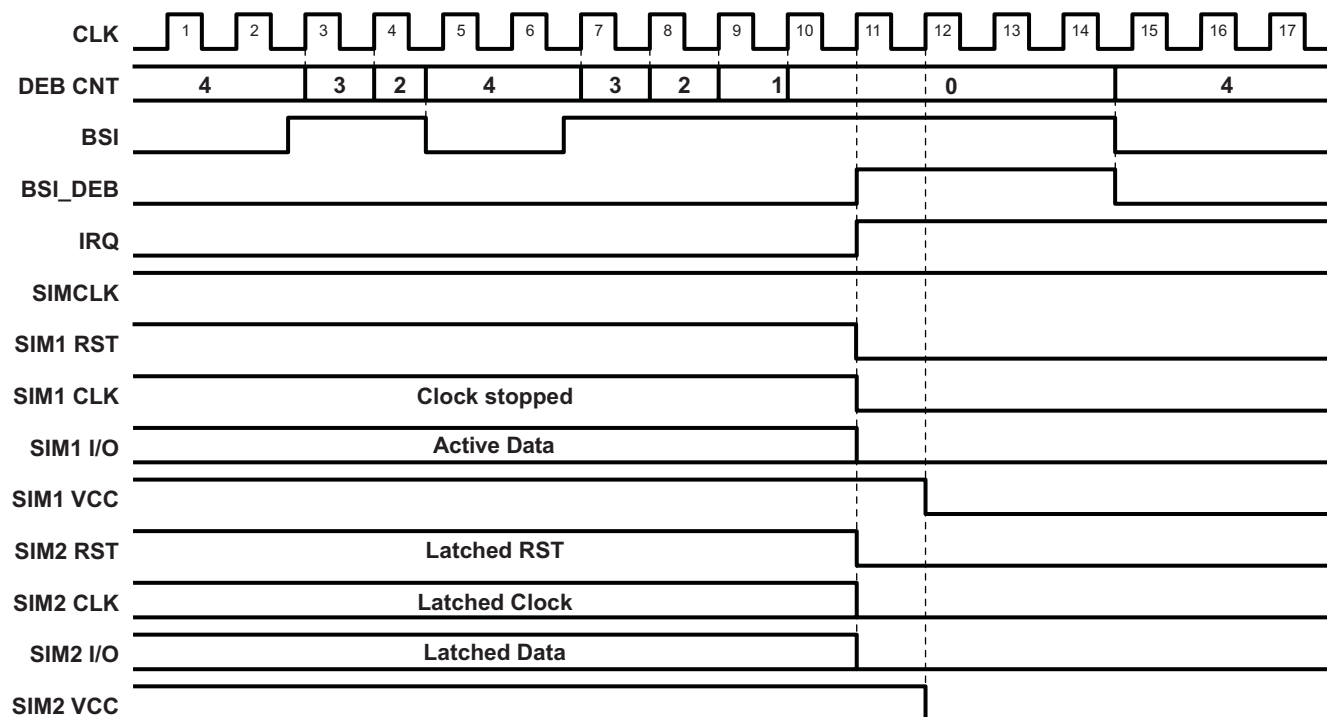 CLK 1 2 3 4 5 6 7 8 9 10 11 12 13 14 15 16 17
DEB CNT 4 3 2 4 3 2 1 0 4
BSI
BSI_DEB
IRQ
SIMCLK
SIM1 RST
SIM1 CLK Clock stopped
SIM1 I/O Active Data
SIM1 VCC
SIM2 RST Latched RST
SIM2 CLK Latched Clock
SIM2 I/O Latched Data
SIM2 VCC